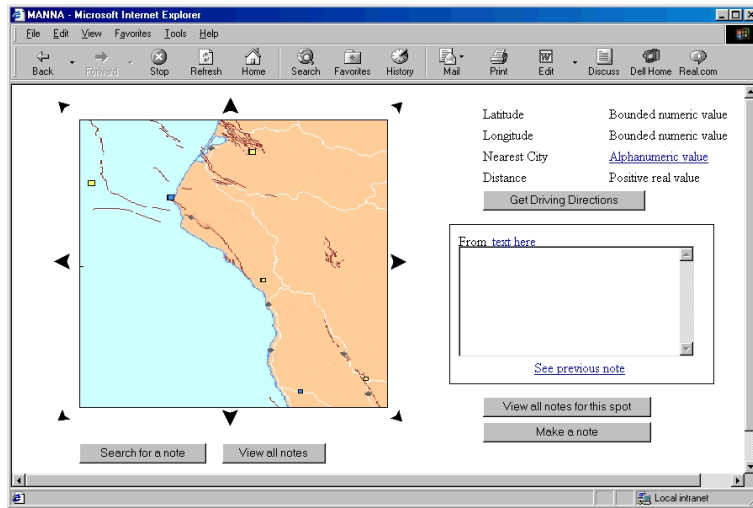 MANNA - Microsoft Internet Explorer
File Edit View Favorites Tools Help
Back Forward Stop Refresh Home Search Favorites History Mail Print Edit Discuss Dell Home Real.com
Latitude Bounded numeric value
Longitude Bounded numeric value
Nearest City Alphanumeric value
Distance Positive real value
Get Driving Directions
From text here
See previous note
View all notes for this spot
Make a note
Search for a note View all notes
Local intranet